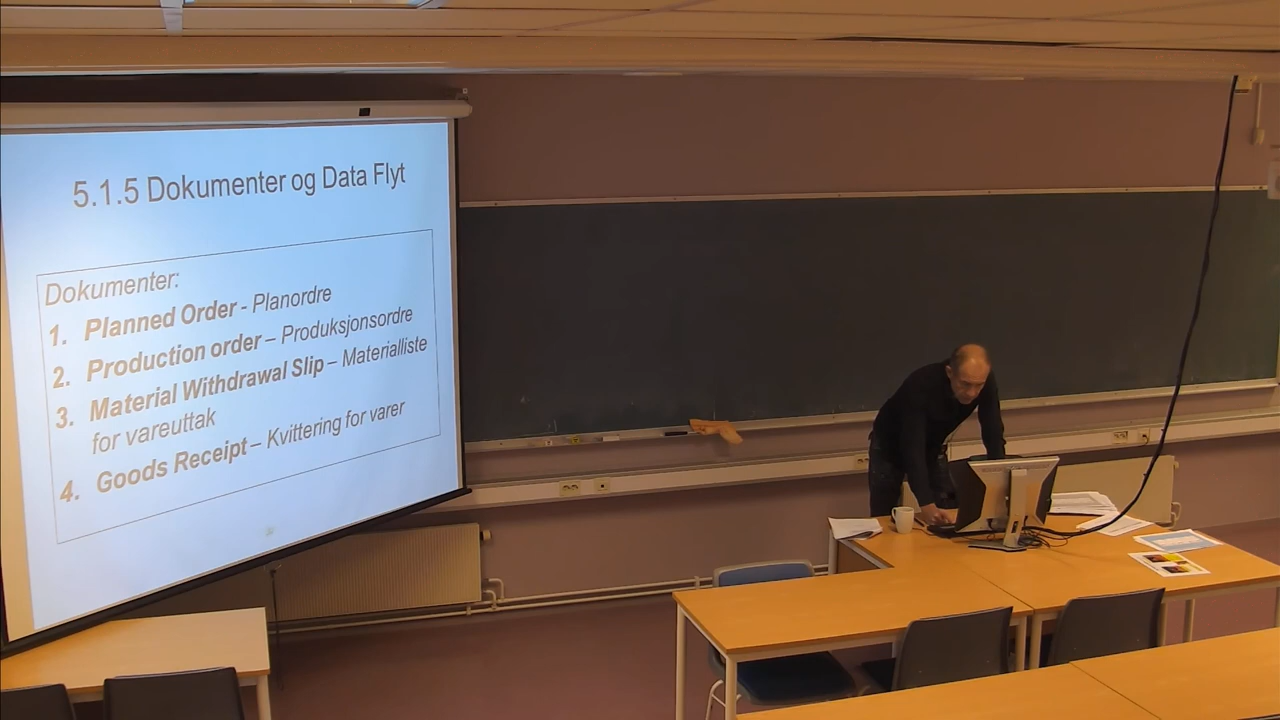 5.1.5 Dokumenter og Data Flyt
Dokumenter:
1. Planned Order - Planordre
2. Production order – Produksjonsordre
3. Material Withdrawal Slip – Materialliste
for vareuttak
4. Goods Receipt – Kvittering for varer